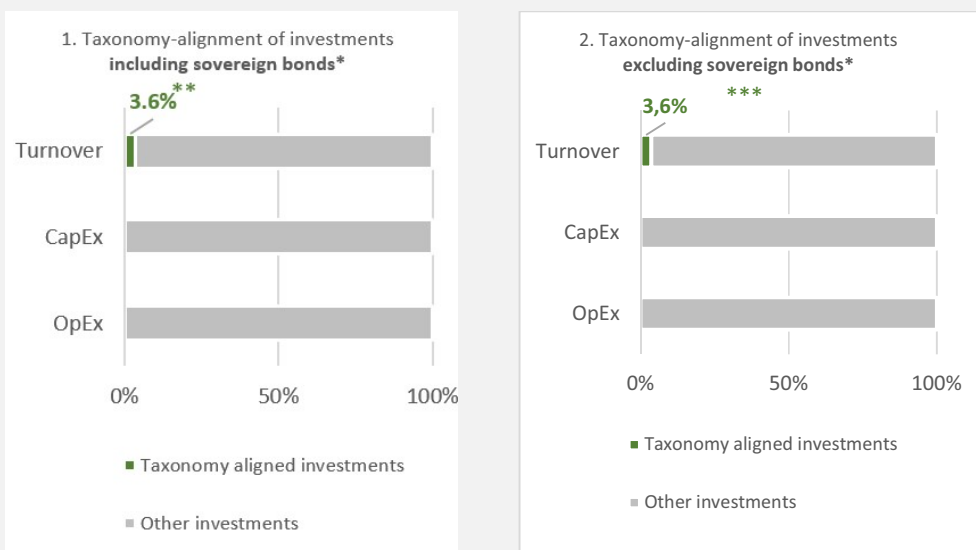 1. Taxonomy-alignment of investments
including sovereign bonds*
3.6%**
Turnover
CapEx
OpEx
0% 50% 100%
Taxonomy aligned investments
Other investments
2. Taxonomy-alignment of investments
excluding sovereign bonds*
3,6% ***
Turnover
CapEx
OpEx
0% 50% 100%
Taxonomy aligned investments
Other investments